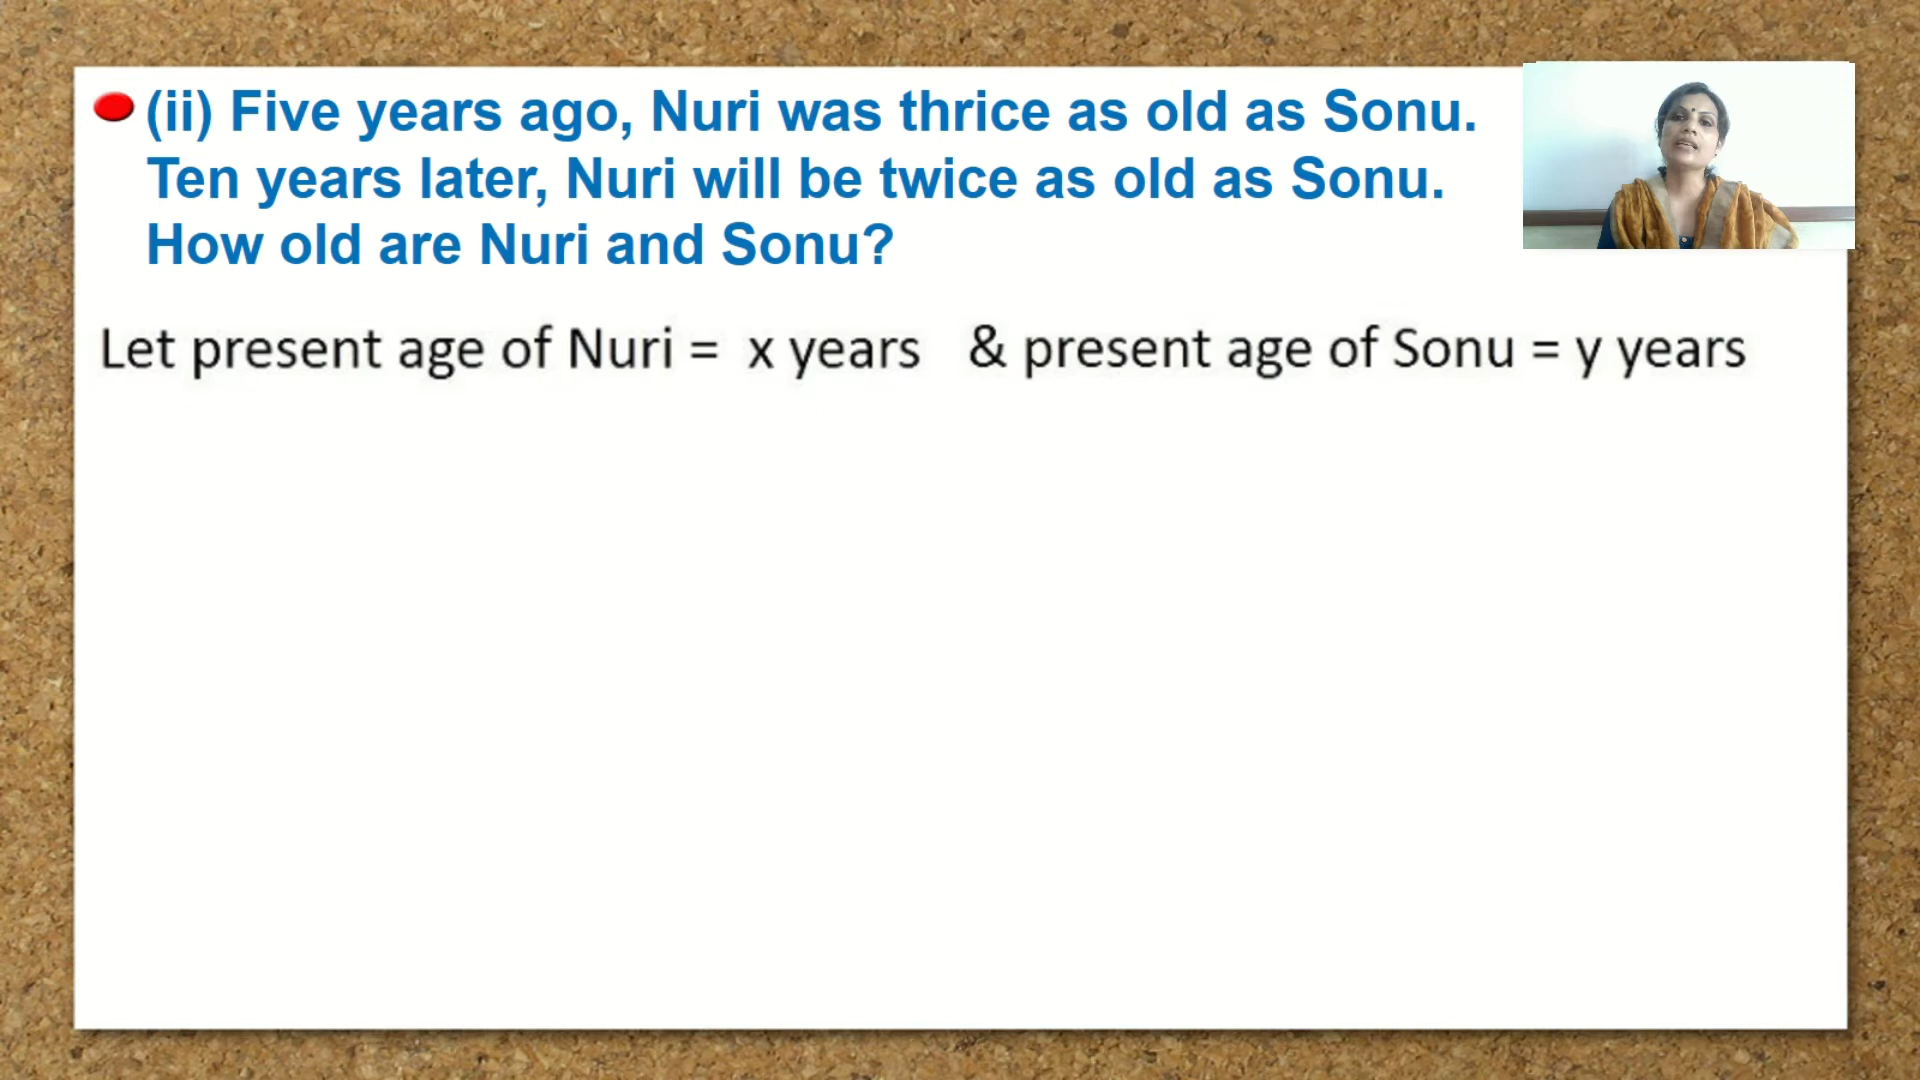 (ii) Five years ago, Nuri was thrice as old as Sonu.
Ten years later, Nuri will be twice as old as Sonu.
How old are Nuri and Sonu?
Let present age of Nuri = x years & present age of Sonu = y years